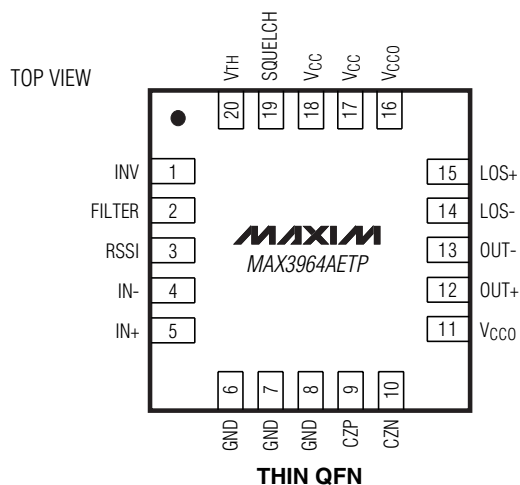 TOP VIEW
VTH
SQUELCH
VCC
VCC
VCCO
20
19
18
17
16
INV 1
FILTER 2
RSSI 3
IN- 4
IN+ 5
15 LOS+
14 LOS-
13 OUT-
12 OUT+
11 VCCO
MAXIM
MAX3964AETP
6
7
8
9
10
GND
GND
GND
CZP
CZN
THIN QFN